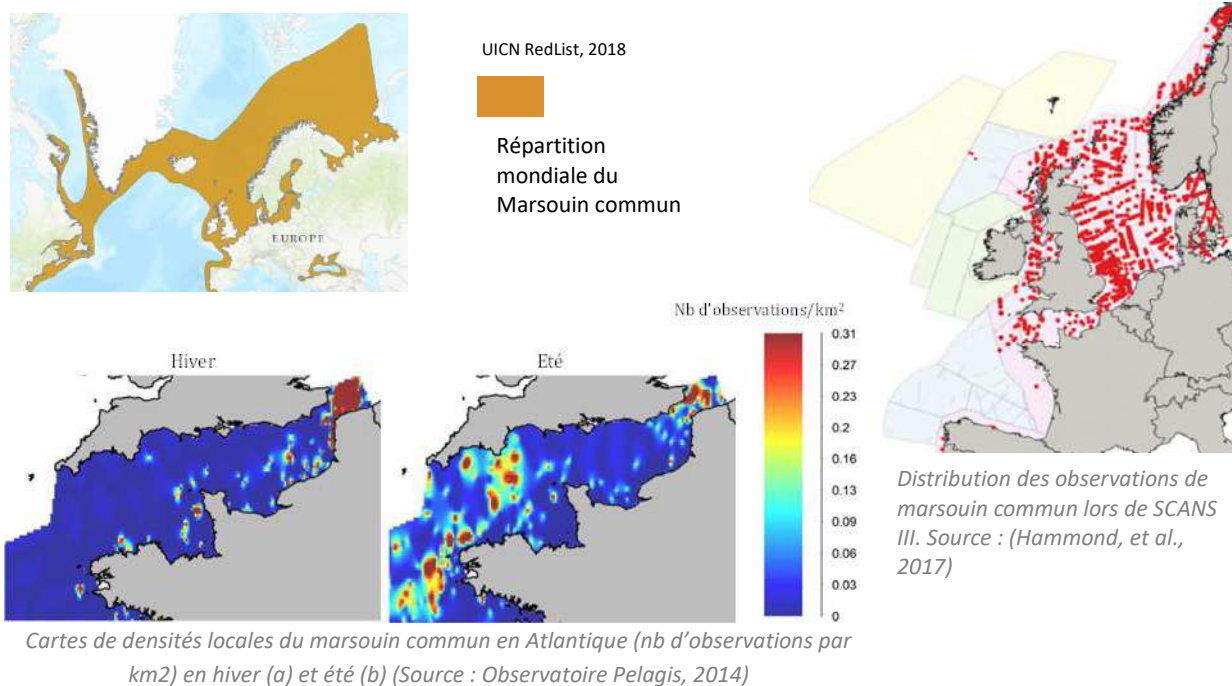 EUROPE
UICN RedList, 2018
Répartition
mondiale du
Marsouin commun
Nb d'observations/km²
Hiver
Eté
0.31
0.27
0.23
0.2
0.16
0.13
0.09
0.06
0.03
0
Distribution des observations de
marsouin commun lors de SCANS
III. Source : (Hammond, et al.,
2017)
Cartes de densités locales du marsouin commun en Atlantique (nb d'observations par
km2) en hiver (a) et été (b) (Source : Observatoire Pelagis, 2014)